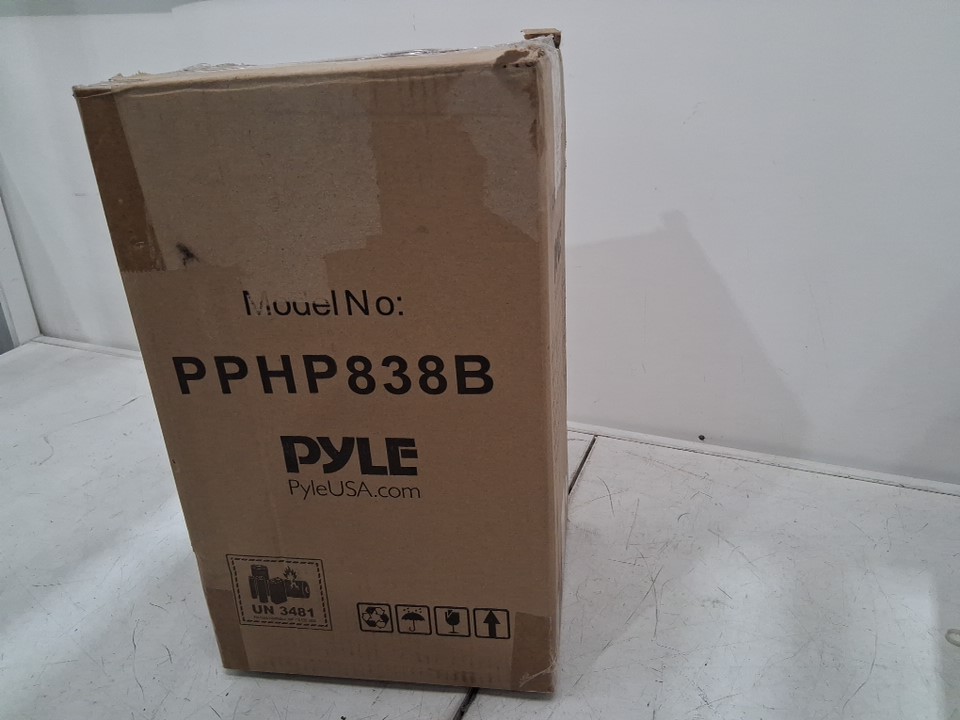 Model No:
PPHP838B
PYLE
PyleUSA.com
UN 3481